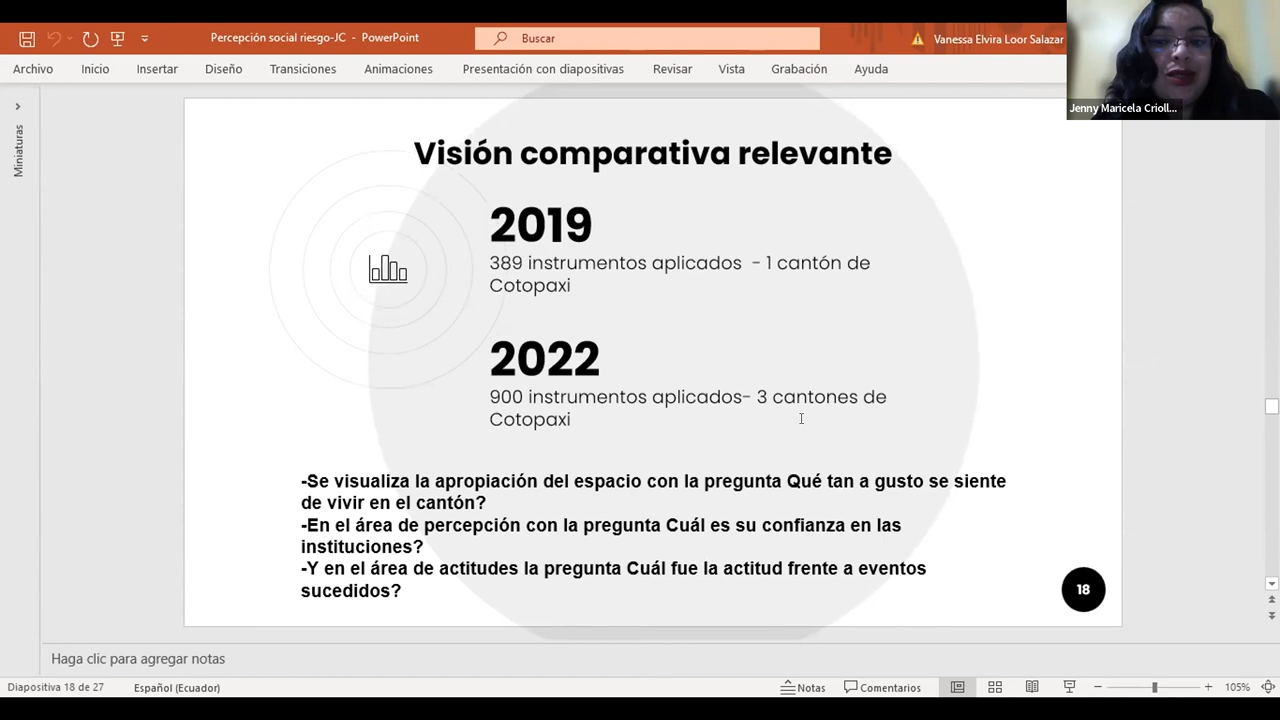 Percepción social riesgo-JC - PowerPoint
Buscar
Vanessa Elvira Loor Salazar
Archivo
Inicio
Insertar
Diseño
Transiciones
Animaciones
Presentación con diapositivas
Revisar
Vista
Grabación
Ayuda
Jenny Maricela Crioll...
Miniaturas
Visión comparativa relevante
2019
389 instrumentos aplicados - 1 cantón de
Cotopaxi
2022
900 instrumentos aplicados- 3 cantones de
Cotopaxi
-Se visualiza la apropiación del espacio con la pregunta Qué tan a gusto se siente
de vivir en el cantón?
-En el área de percepción con la pregunta Cuál es su confianza en las
instituciones?
-Y en el área de actitudes la pregunta Cuál fue la actitud frente a eventos
sucedidos?
18
Haga clic para agregar notas
Diapositiva 18 de 27
Español (Ecuador)
Notas
Comentarios
105%